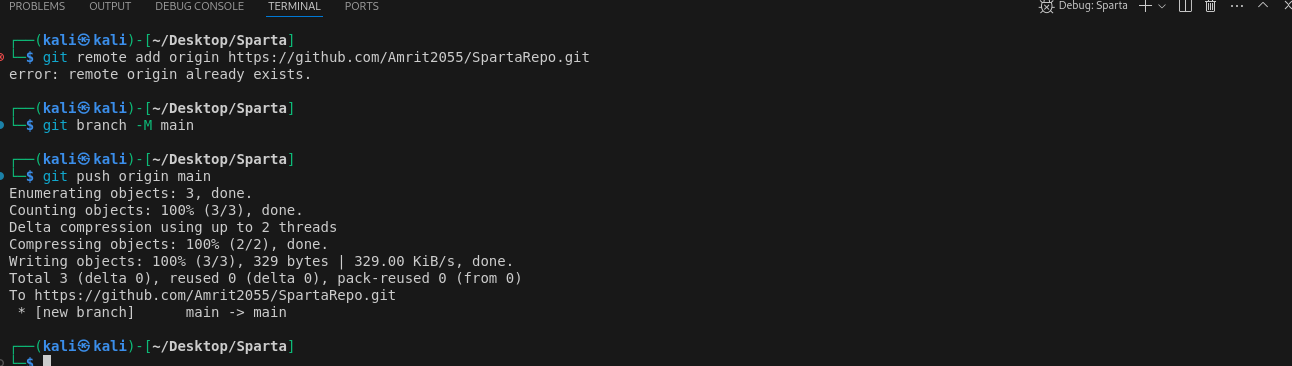 PROBLEMS OUTPUT DEBUG CONSOLE TERMINAL PORTS Debug: Sparta
┌──(kali㉿kali)-[~/Desktop/Sparta]
└─$ git remote add origin https://github.com/Amrit2055/SpartaRepo.git
error: remote origin already exists.
┌──(kali㉿kali)-[~/Desktop/Sparta]
└─$ git branch -M main
┌──(kali㉿kali)-[~/Desktop/Sparta]
└─$ git push origin main
Enumerating objects: 3, done.
Counting objects: 100% (3/3), done.
Delta compression using up to 2 threads
Compressing objects: 100% (2/2), done.
Writing objects: 100% (3/3), 329 bytes | 329.00 KiB/s, done.
Total 3 (delta 0), reused 0 (delta 0), pack-reused 0 (from 0)
To https://github.com/Amrit2055/SpartaRepo.git
 * [new branch]      main -> main
┌──(kali㉿kali)-[~/Desktop/Sparta]
└─$